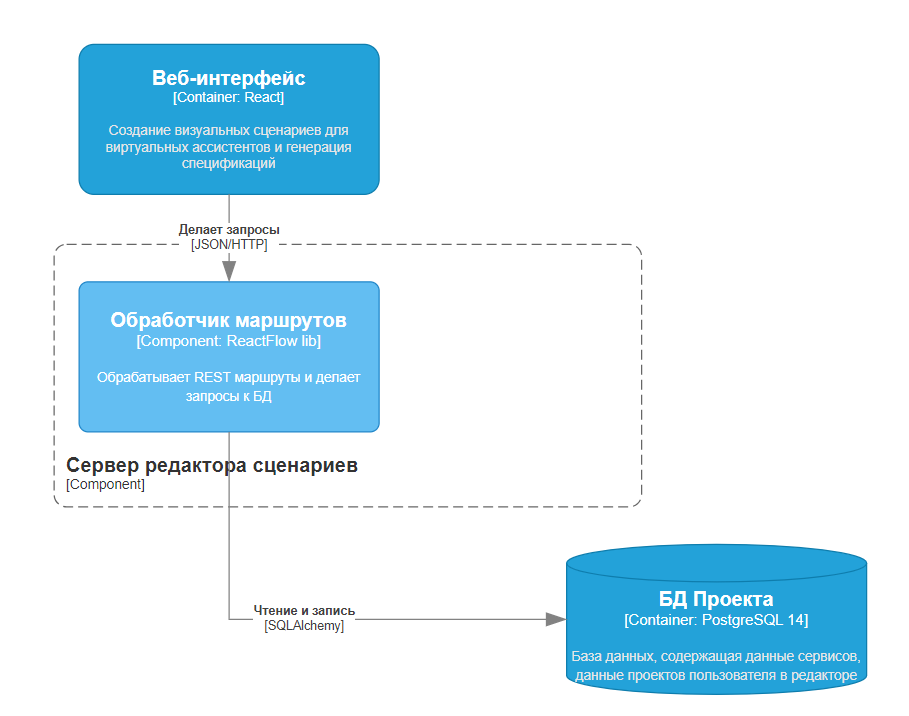 Веб-интерфейс
[Container: React]
Создание визуальных сценариев для
виртуальных ассистентов и генерация
спецификаций
Делает запросы
[JSON/HTTP]
Обработчик маршрутов
[Component: ReactFlow lib]
Обрабатывает REST маршруты и делает
запросы к БД
Сервер редактора сценариев
[Component]
Чтение и запись
[SQLAlchemy]
БД Проекта
[Container: PostgreSQL 14]
База данных, содержащая данные сервисов,
данные проектов пользователя в редакторе